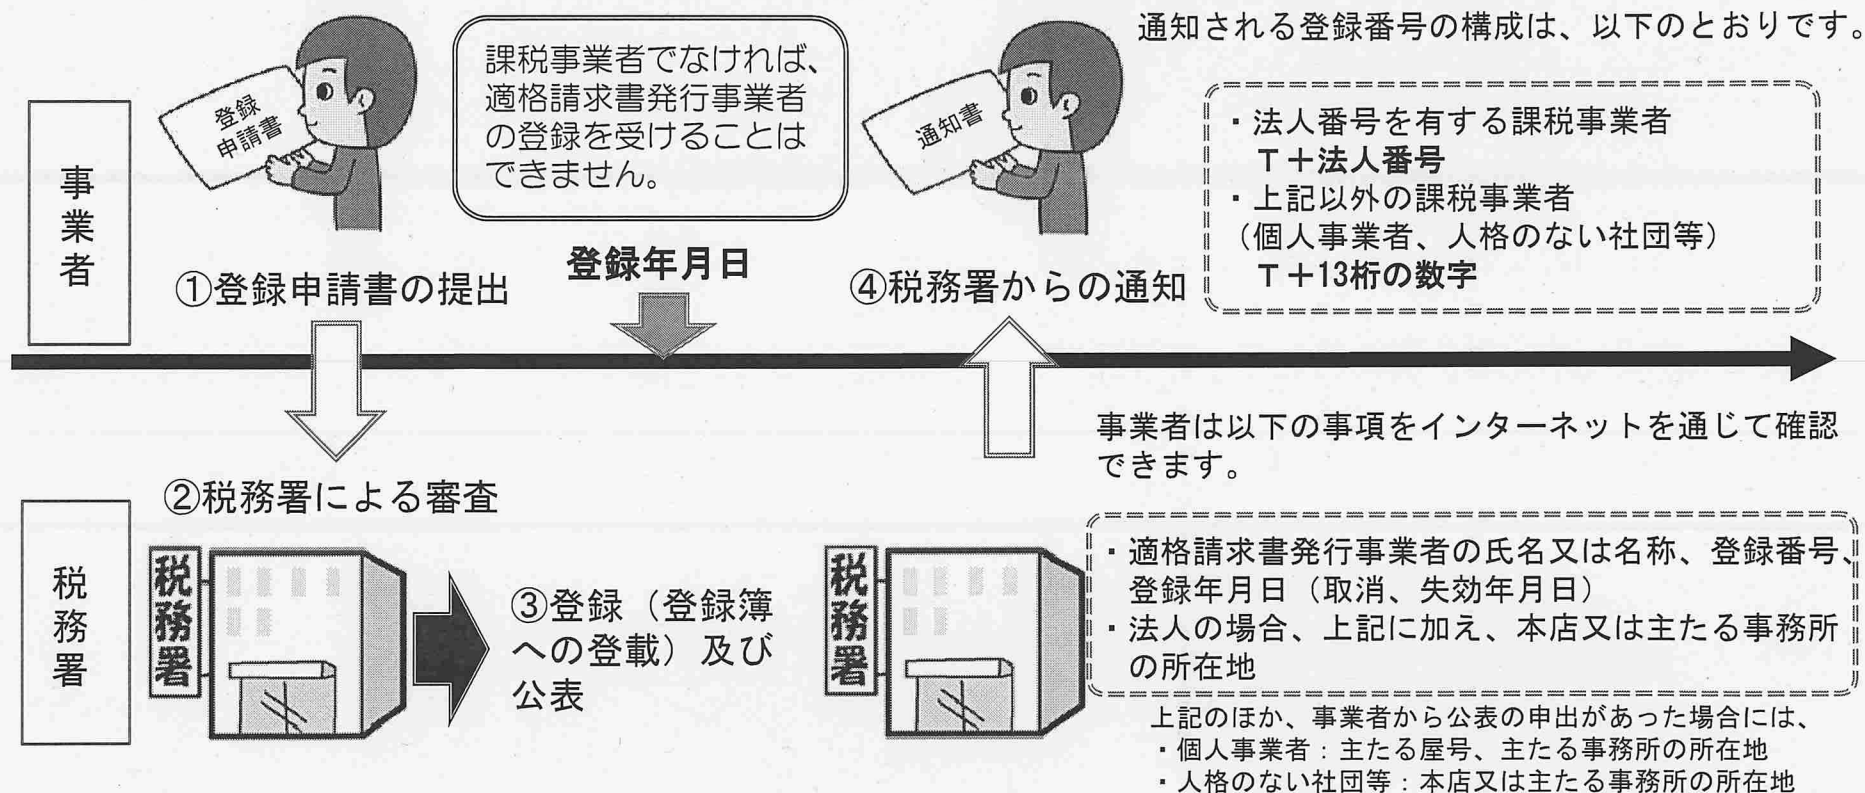 通知される登録番号の構成は、以下のとおりです。
登録
申請書
課税事業者でなければ、
適格請求書発行事業者
の登録を受けることは
できません。
通知書
・法人番号を有する課税事業者
T＋法人番号
・上記以外の課税事業者
（個人事業者、人格のない社団等）
T＋13桁の数字
事業者
①登録申請書の提出
登録年月日
④税務署からの通知
事業者は以下の事項をインターネットを通じて確認
できます。
②税務署による審査
税務署
税務署
③登録（登録簿
への登載）及び
公表
税務署
・適格請求書発行事業者の氏名又は名称、登録番号、
登録年月日（取消、失効年月日）
・法人の場合、上記に加え、本店又は主たる事務所
の所在地
上記のほか、事業者から公表の申出があった場合には、
・個人事業者：主たる屋号、主たる事務所の所在地
・人格のない社団等：本店又は主たる事務所の所在地